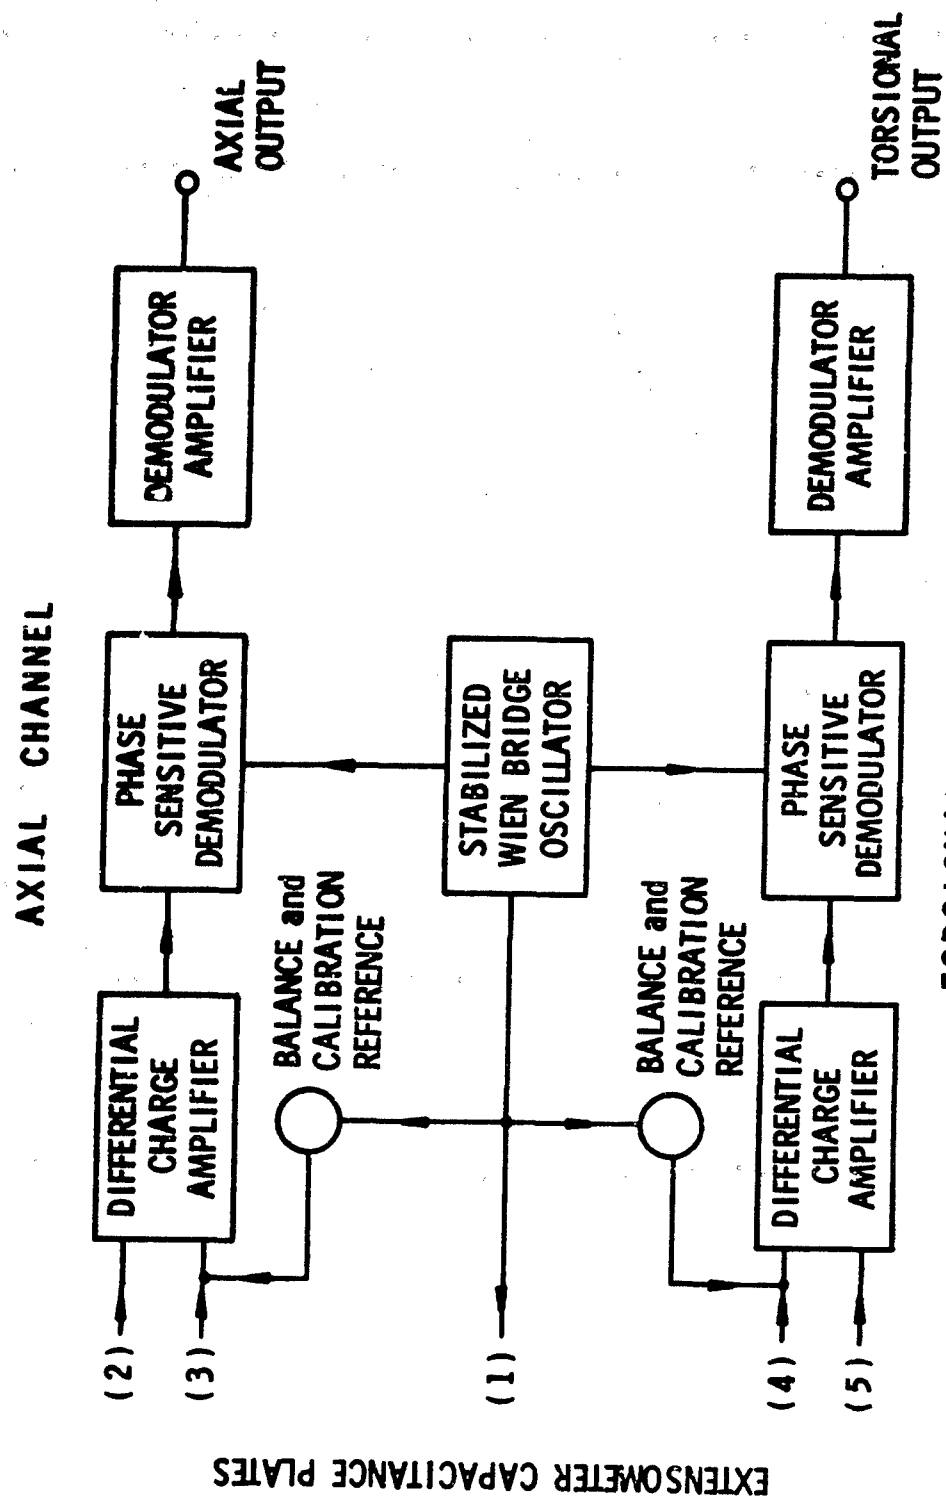 AXIAL CHANNEL
(2)
(3)
DIFFERENTIAL
CHARGE
AMPLIFIER
PHASE
SENSITIVE
DEMODULATOR
DEMODULATOR
AMPLIFIER
AXIAL
OUTPUT
BALANCE and
CALIBRATION
REFERENCE
(1)
STABILIZED
WIEN BRIDGE
OSCILLATOR
BALANCE and
CALIBRATION
REFERENCE
(4)
(5)
DIFFERENTIAL
CHARGE
AMPLIFIER
PHASE
SENSITIVE
DEMODULATOR
DEMODULATOR
AMPLIFIER
TORSIONAL
OUTPUT
EXTENSOMETER CAPACITANCE PLATES